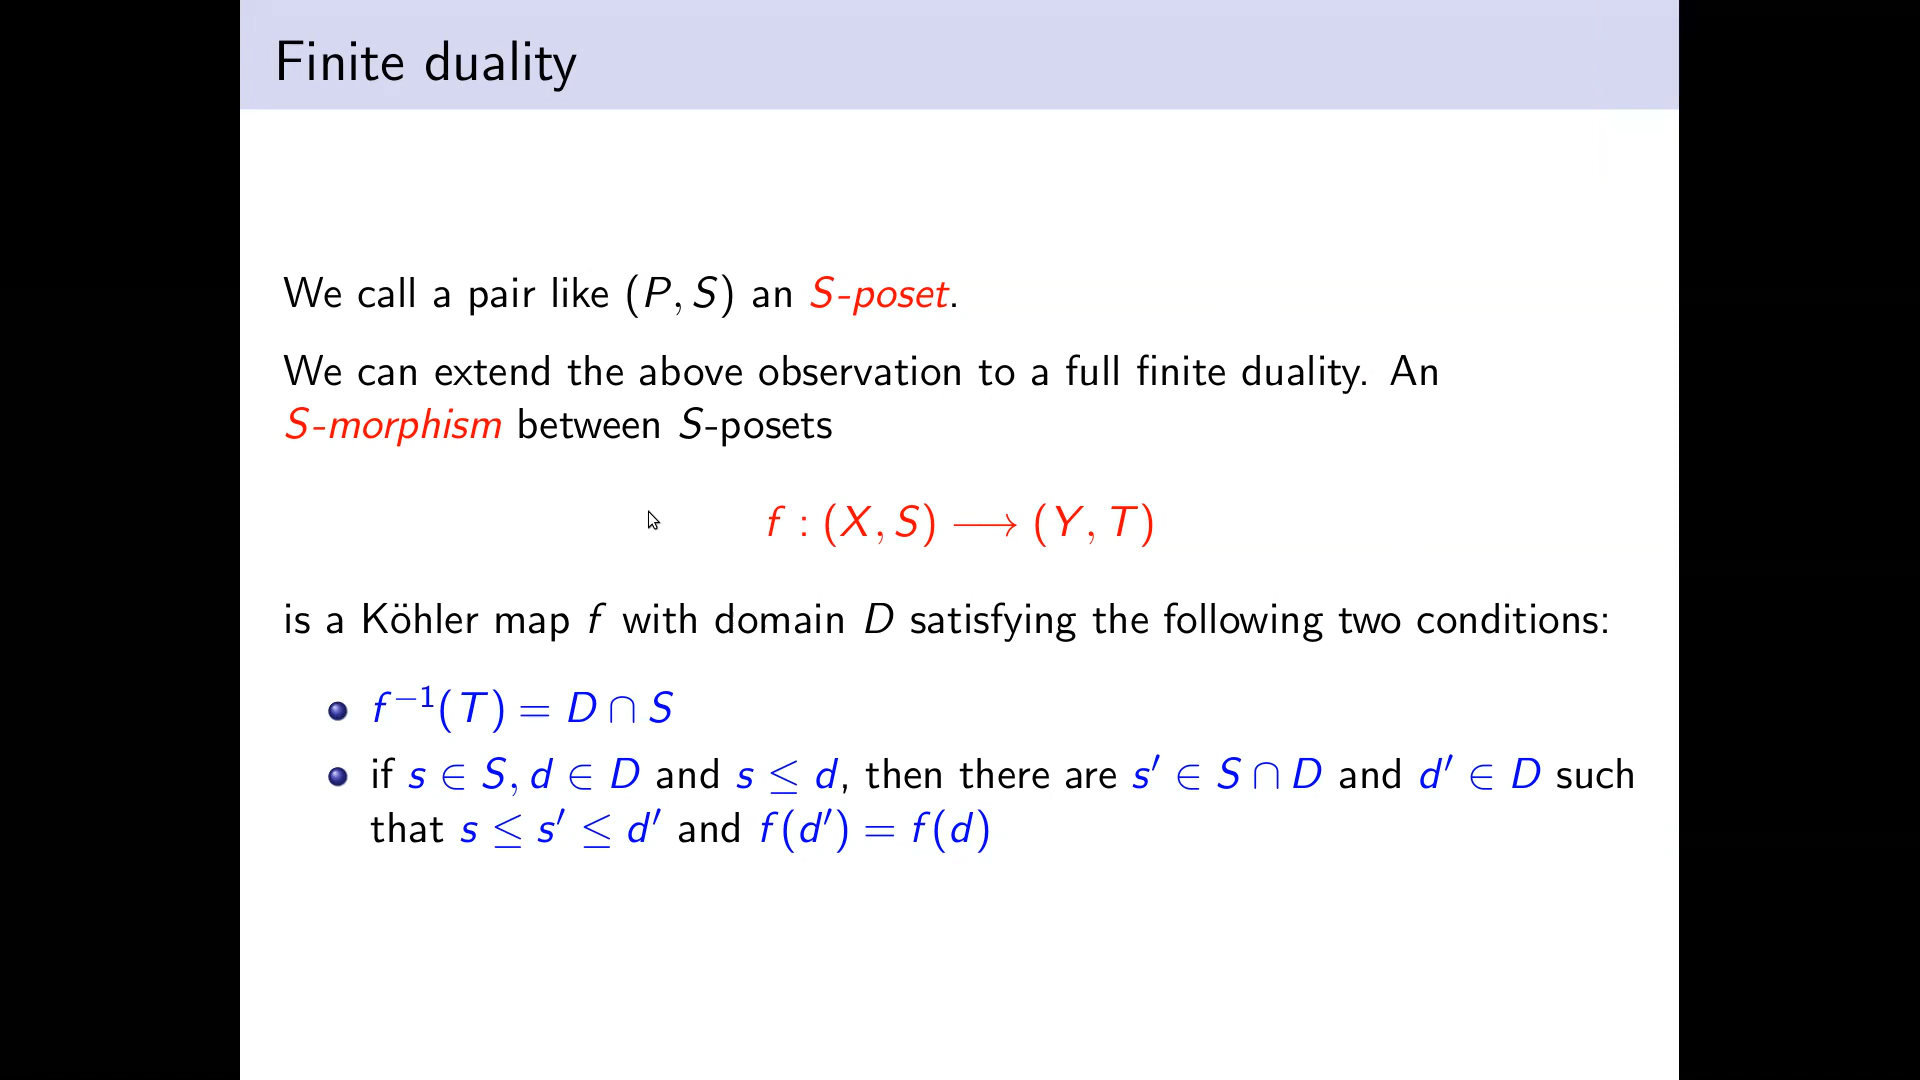 Finite duality
We call a pair like (P, S) an S-poset.
We can extend the above observation to a full finite duality. An
S-morphism between S-posets
f : (X, S) ⟶ (Y, T)
is a Köhler map f with domain D satisfying the following two conditions:
f⁻¹(T) = D ∩ S
if s ∈ S, d ∈ D and s ≤ d, then there are s′ ∈ S ∩ D and d′ ∈ D such
that s ≤ s′ ≤ d′ and f(d′) = f(d)